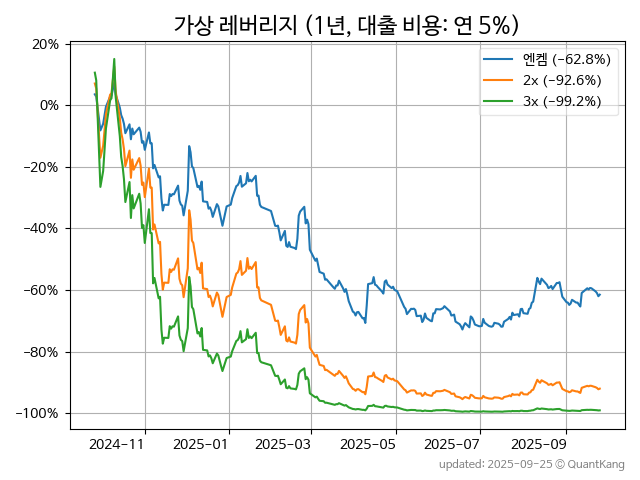 가상 레버리지 (1년, 대출 비용: 연 5%)
20%
0%
−20%
−40%
−60%
−80%
−100%
엔켐 (-62.8%)
2x (-92.6%)
3x (-99.2%)
2024-11
2025-01
2025-03
2025-05
2025-07
2025-09
updated: 2025-09-25 © QuantKang